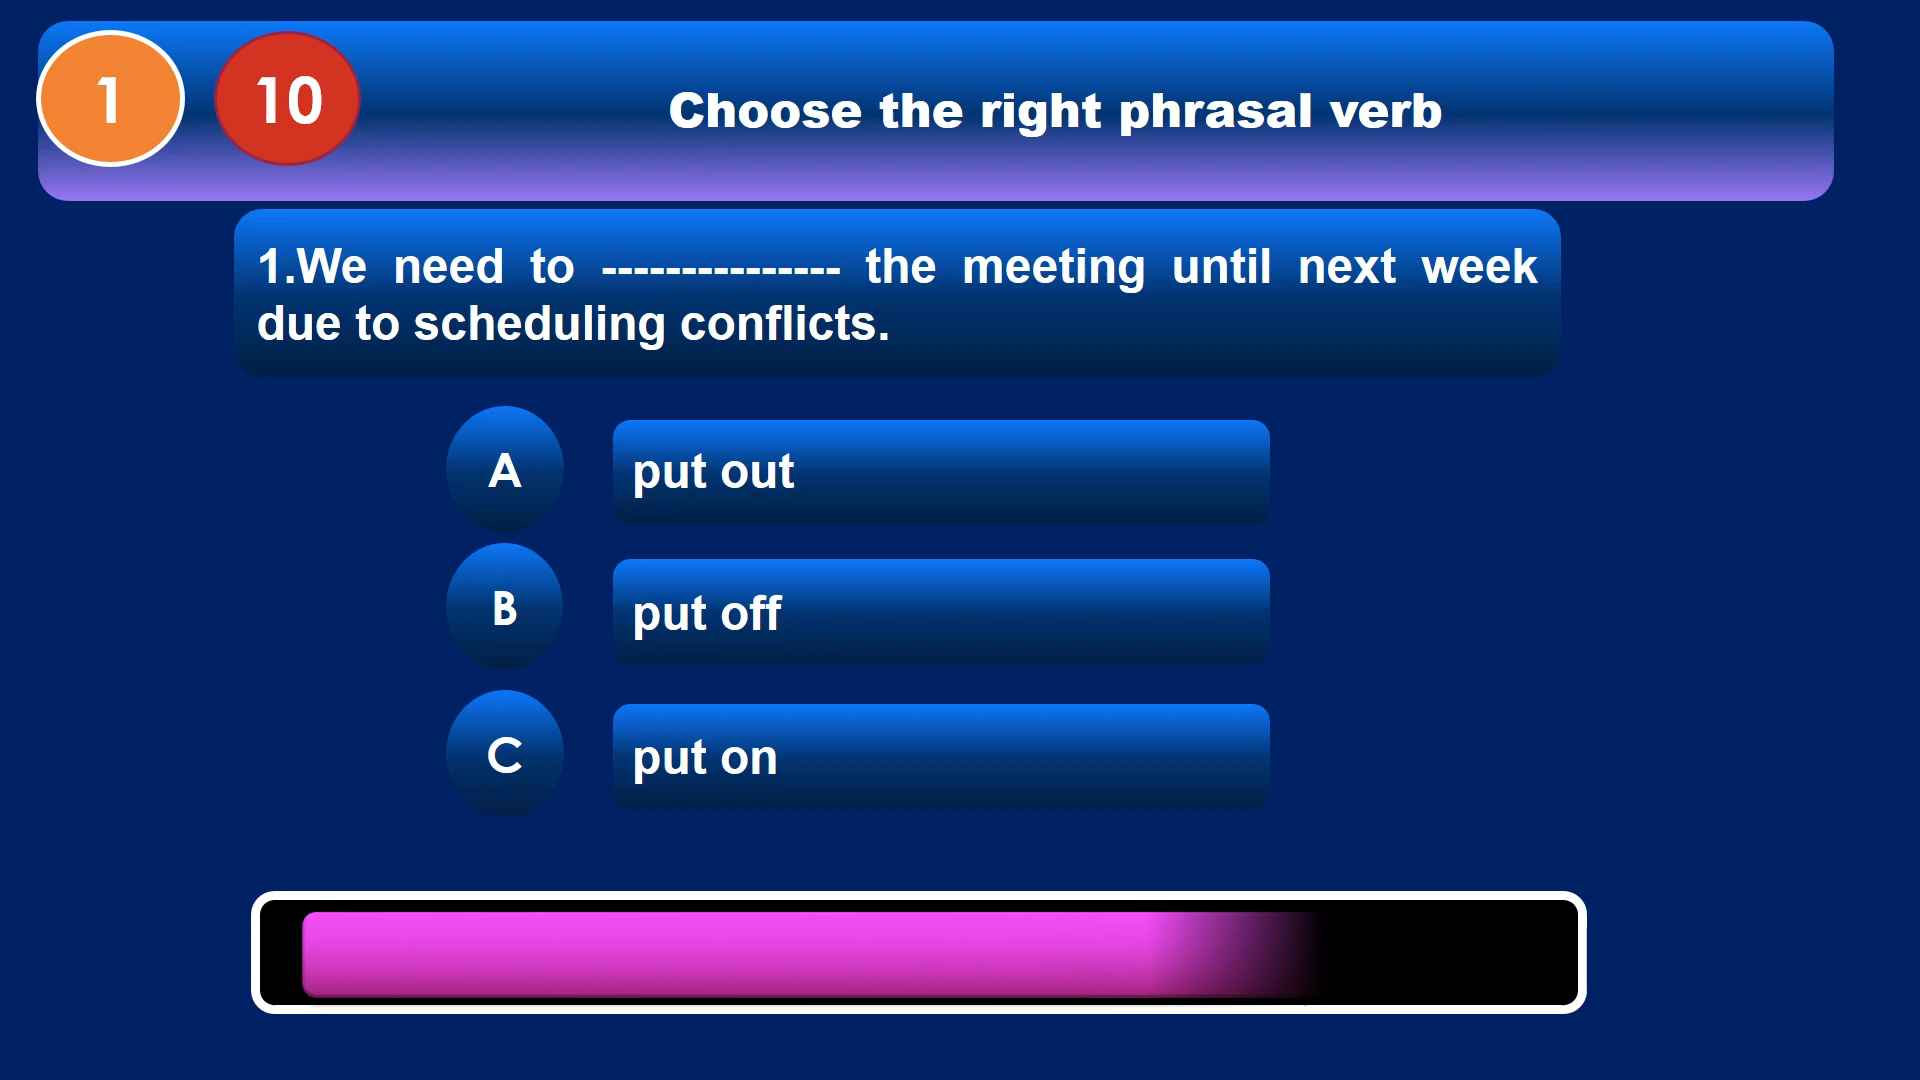 1
10
Choose the right phrasal verb
1.We need to --------------- the meeting until next week
due to scheduling conflicts.
A
put out
B
put off
C
put on